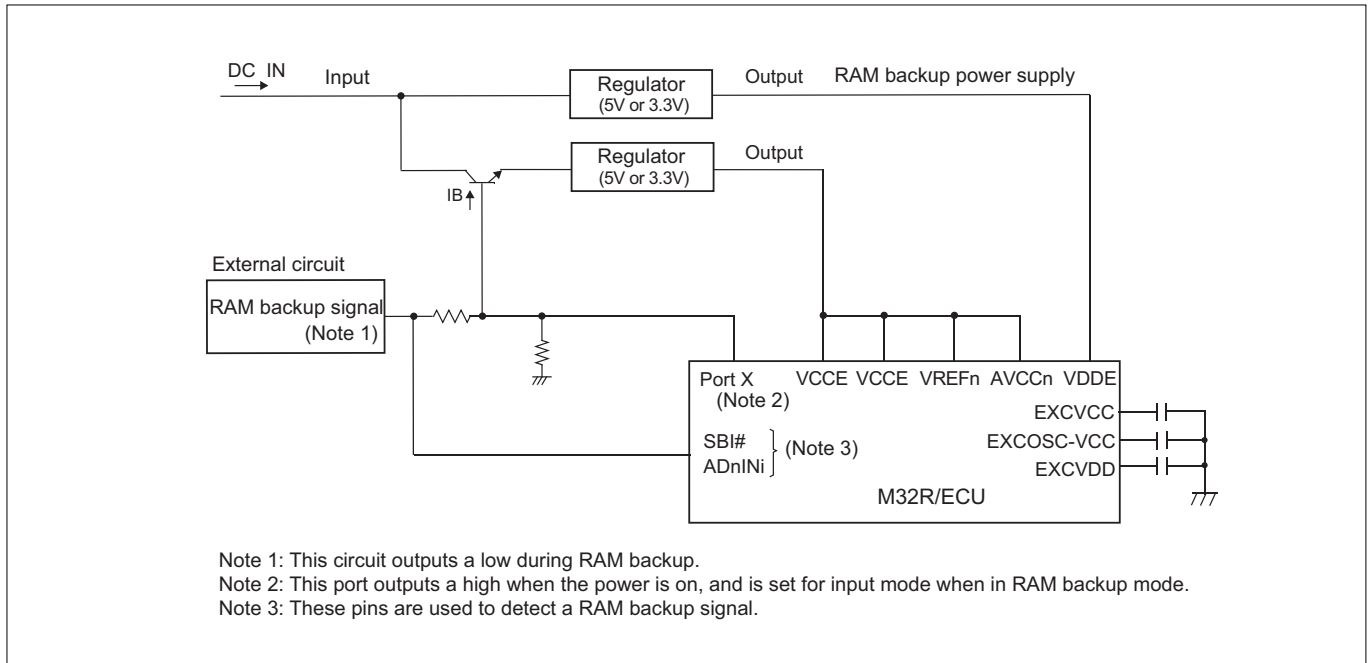 DC IN
Input
Regulator
(5V or 3.3V)
Output
RAM backup power supply
Regulator
(5V or 3.3V)
Output
IB
External circuit
RAM backup signal
(Note 1)
Port X
(Note 2)
VCCE
VCCE
VREFn
AVCCn
VDDE
EXCVCC
SBI#
ADnINi
(Note 3)
EXCOSC-VCC
EXCVDD
M32R/ECU
Note 1: This circuit outputs a low during RAM backup.
Note 2: This port outputs a high when the power is on, and is set for input mode when in RAM backup mode.
Note 3: These pins are used to detect a RAM backup signal.